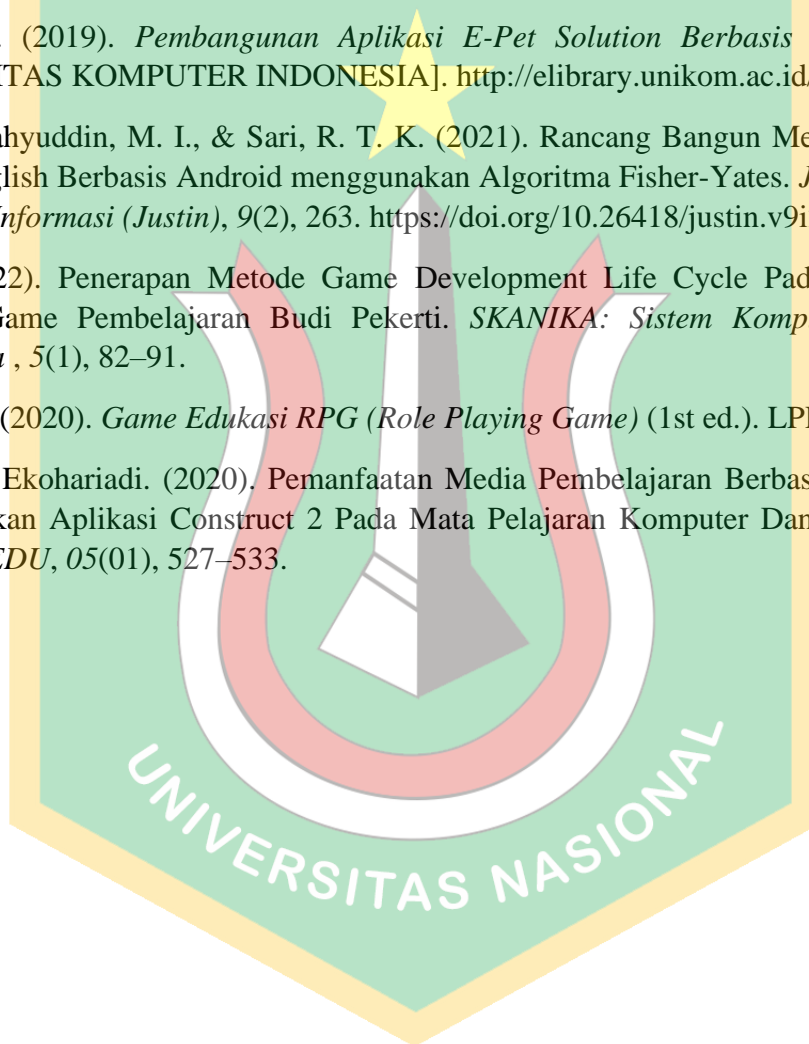 . (2019). Pembangunan Aplikasi E-Pet Solution Berbasis
ITAS KOMPUTER INDONESIA]. http://elibrary.unikom.ac.id/
ahyuddin, M. I., & Sari, R. T. K. (2021). Rancang Bangun Me
glish Berbasis Android menggunakan Algoritma Fisher-Yates. J
Informasi (Justin), 9(2), 263. https://doi.org/10.26418/justin.v9i
22). Penerapan Metode Game Development Life Cycle Pad
Game Pembelajaran Budi Pekerti. SKANIKA: Sistem Komp
, 5(1), 82–91.
(2020). Game Edukasi RPG (Role Playing Game) (1st ed.). LP
Ekohariadi. (2020). Pemanfaatan Media Pembelajaran Berbas
kan Aplikasi Construct 2 Pada Mata Pelajaran Komputer Dan
EDU, 05(01), 527–533.
UNIVERSITAS NASIONAL